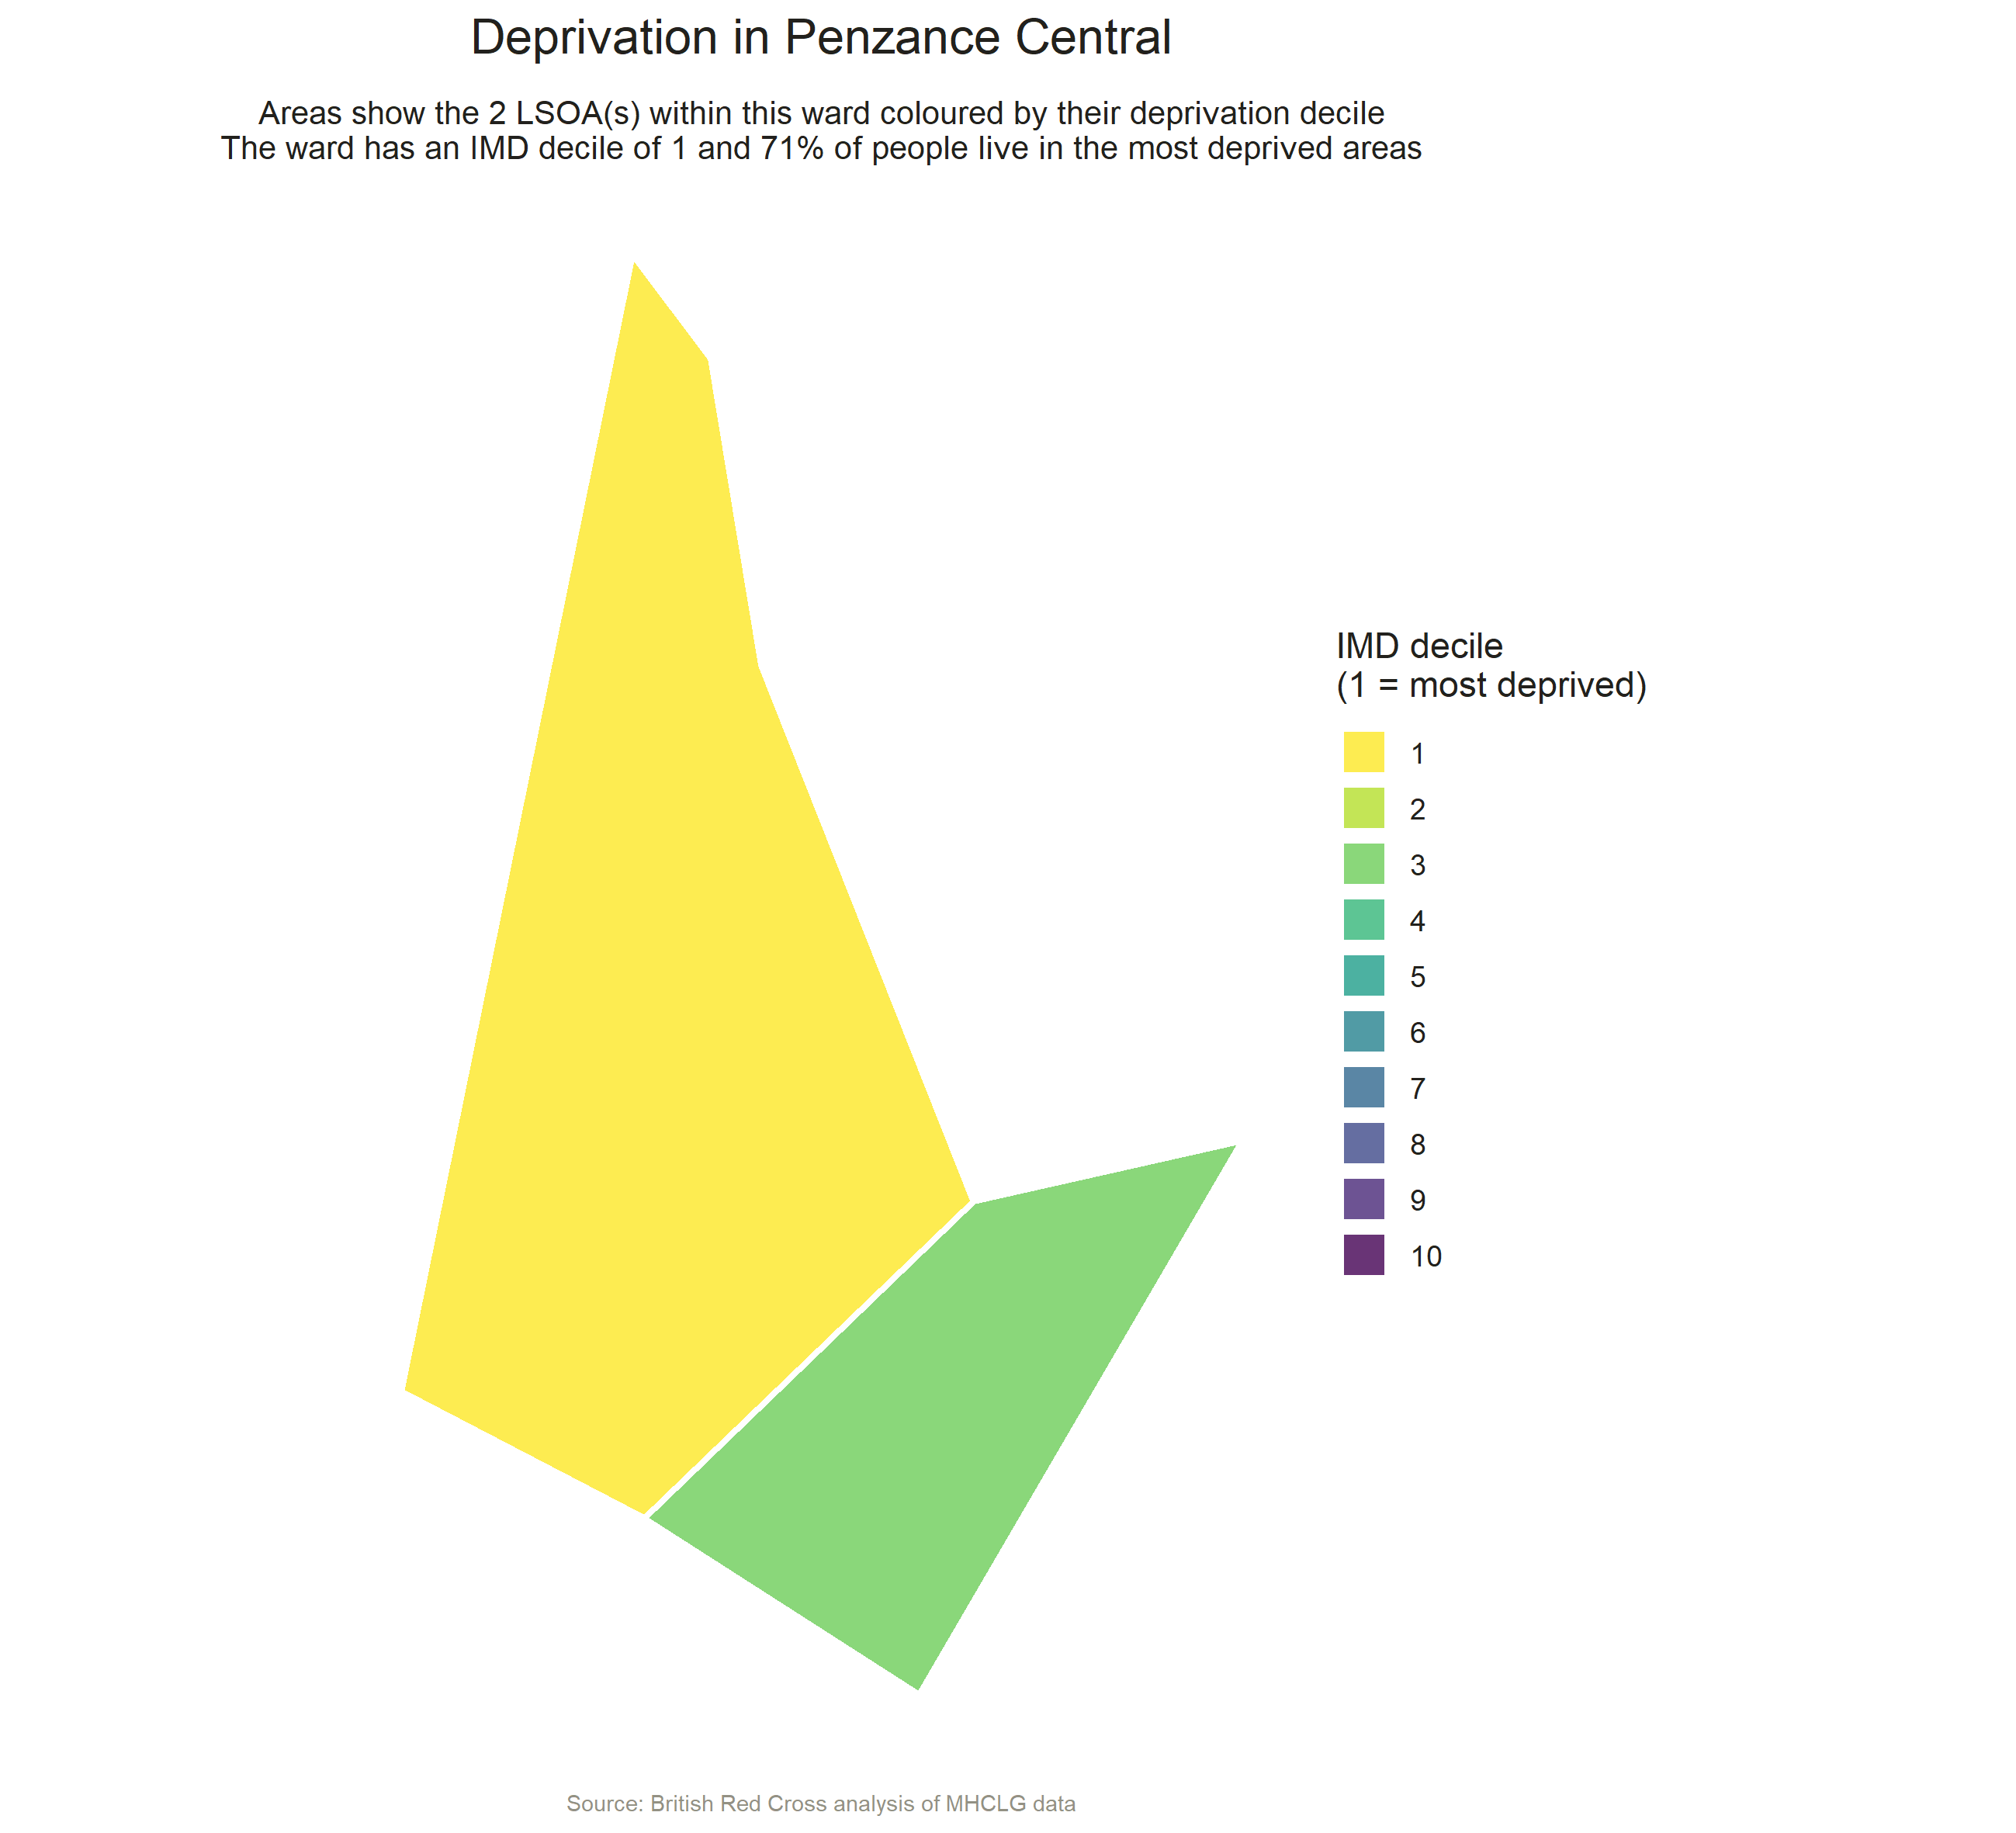 Deprivation in Penzance Central
Areas show the 2 LSOA(s) within this ward coloured by their deprivation decile
The ward has an IMD decile of 1 and 71% of people live in the most deprived areas
IMD decile
(1 = most deprived)
1
2
3
4
5
6
7
8
9
10
Source: British Red Cross analysis of MHCLG data